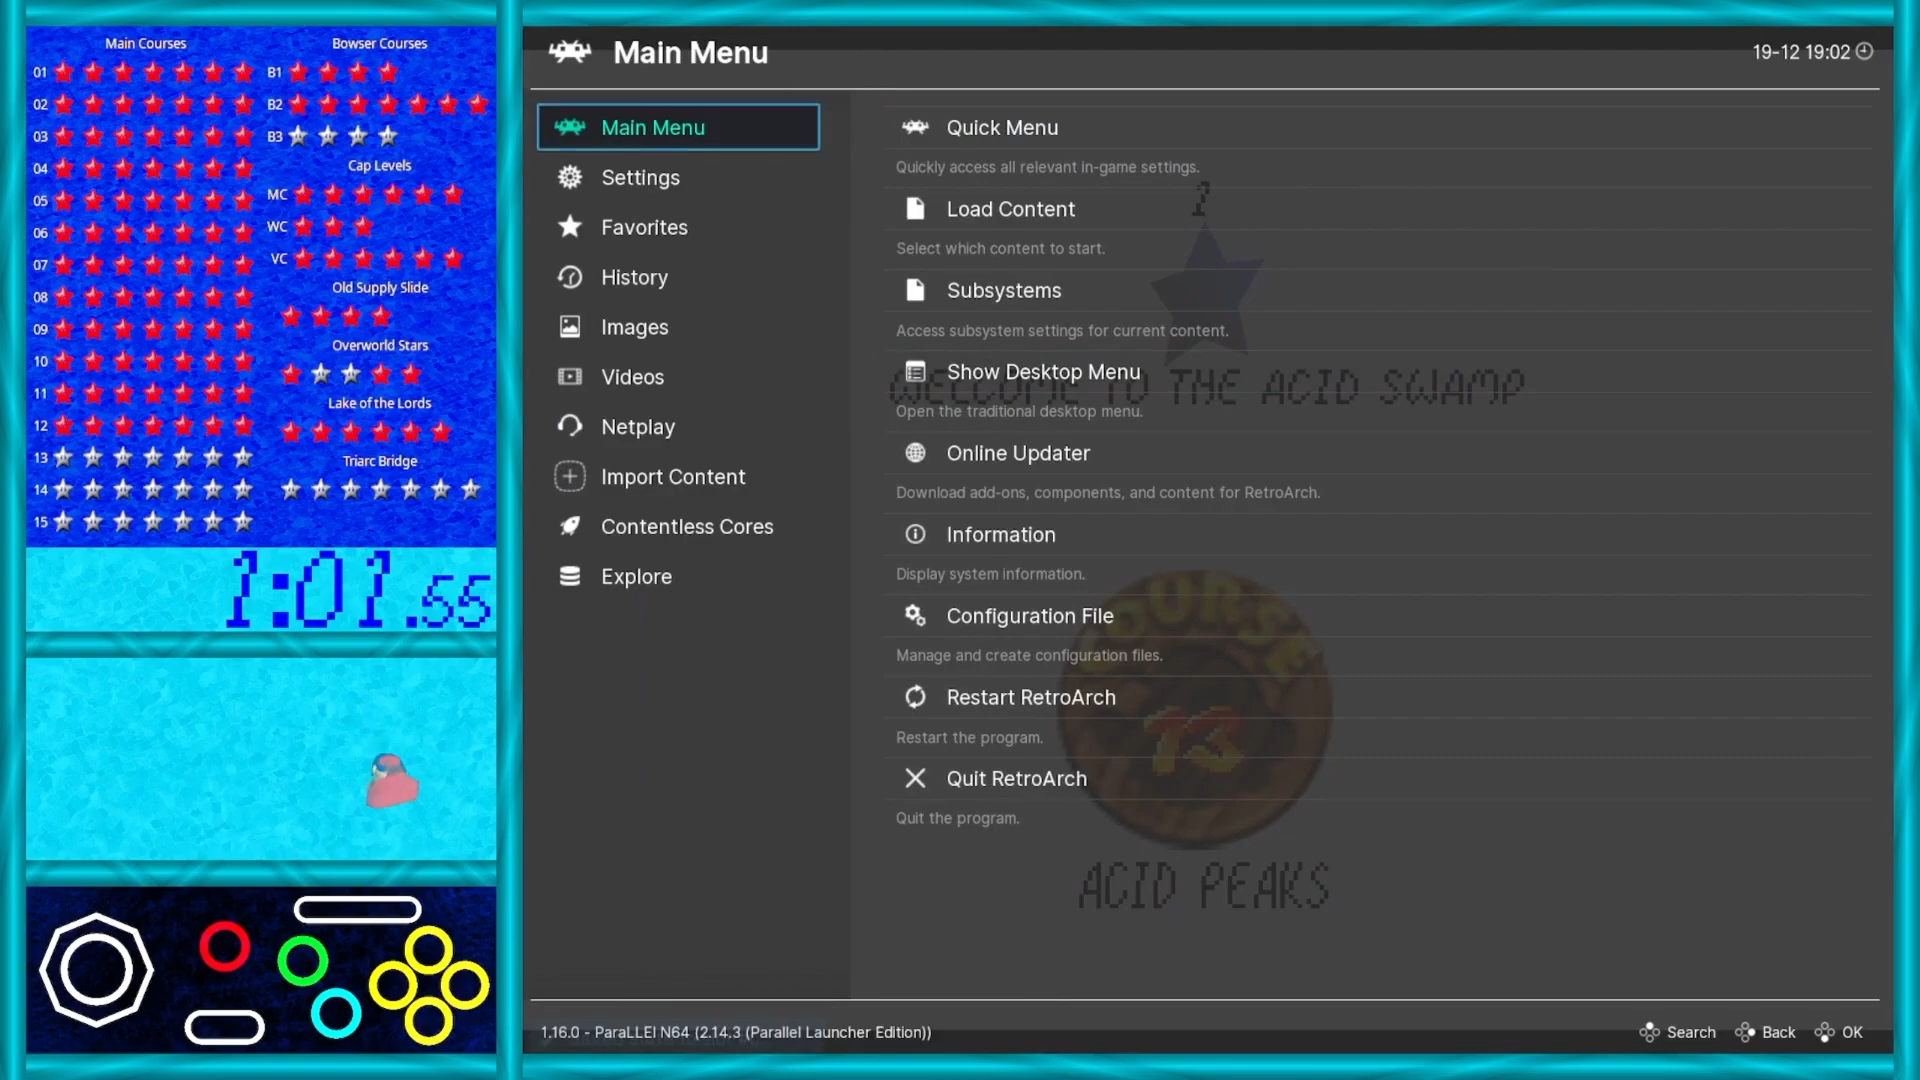 Main Courses
Bowser Courses
01
02
03
04
05
06
07
08
09
10
11
12
13
14
15
B1
B2
B3
Cap Levels
MC
WC
VC
Old Supply Slide
Overworld Stars
Lake of the Lords
Triarc Bridge
1:01.55
Main Menu
19-12 19:02
Main Menu
Settings
Favorites
History
Images
Videos
Netplay
Import Content
Contentless Cores
Explore
Quick Menu
Quickly access all relevant in-game settings.
1
Load Content
Select which content to start.
Subsystems
Access subsystem settings for current content.
Show Desktop Menu
WELCOME TO THE ACID SWAMP
Open the traditional desktop menu.
Online Updater
Download add-ons, components, and content for RetroArch.
Information
Display system information.
COURSE
Configuration File
Manage and create configuration files.
Restart RetroArch
13
Restart the program.
Quit RetroArch
Quit the program.
ACID PEAKS
1.16.0 - ParaLLEl N64 (2.14.3 (Parallel Launcher Edition))
Search
Back
OK